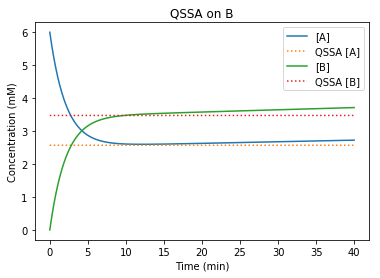 QSSA on B
[A]
QSSA [A]
[B]
QSSA [B]
Concentration (mM)
6
5
4
3
2
1
0
0 5 10 15 20 25 30 35 40
Time (min)